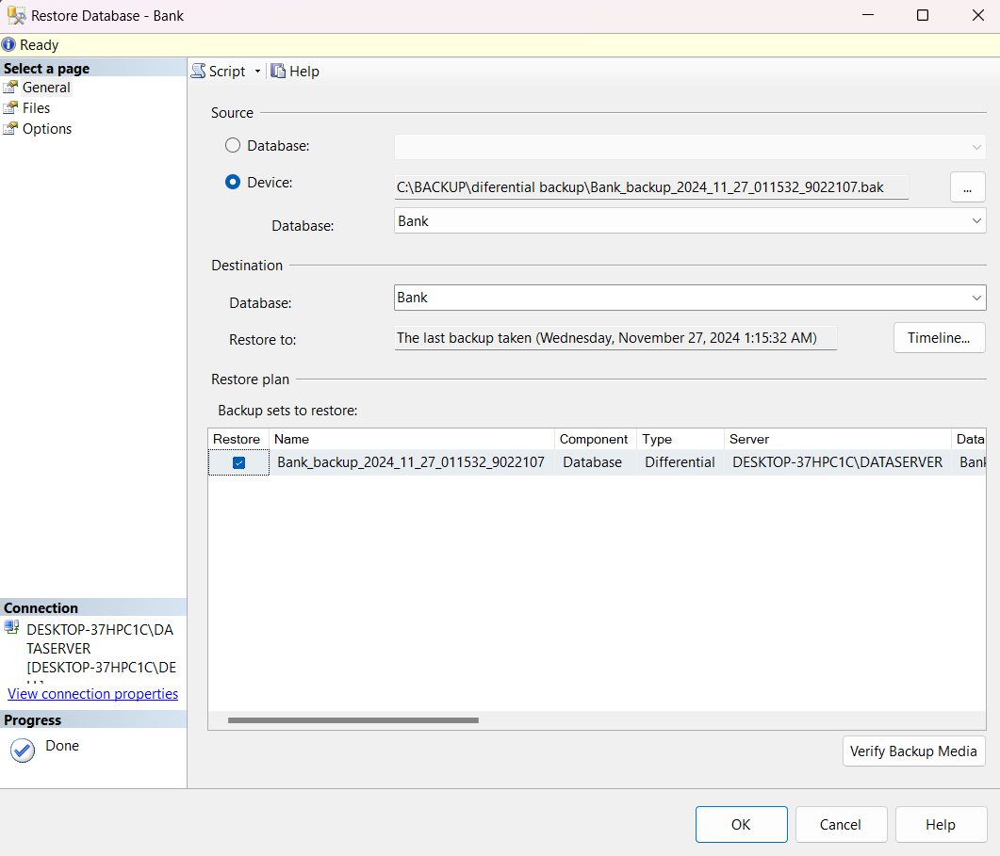 Restore Database - Bank
Ready
Select a page
General
Files
Options
Script
Help
Source
Database:
Device:
C:\BACKUP\diferential backup\Bank_backup_2024_11_27_011532_9022107.bak
...
Database:
Bank
Destination
Database:
Bank
Restore to:
The last backup taken (Wednesday, November 27, 2024 1:15:32 AM)
Timeline...
Restore plan
Backup sets to restore:
Restore Name Component Type Server Data
Bank_backup_2024_11_27_011532_9022107 Database Differential DESKTOP-37HPC1C\DATASERVER Bank
Connection
DESKTOP-37HPC1C\DA
TASERVER
[DESKTOP-37HPC1C\DE
View connection properties
Progress
Done
Verify Backup Media
OK
Cancel
Help